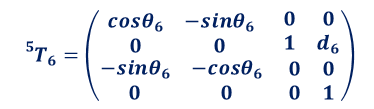 cosθ₆ −sinθ₆ 0 0
0 0 1 d₆
⁵T₆ =
−sinθ₆ −cosθ₆ 0 0
0 0 0 1